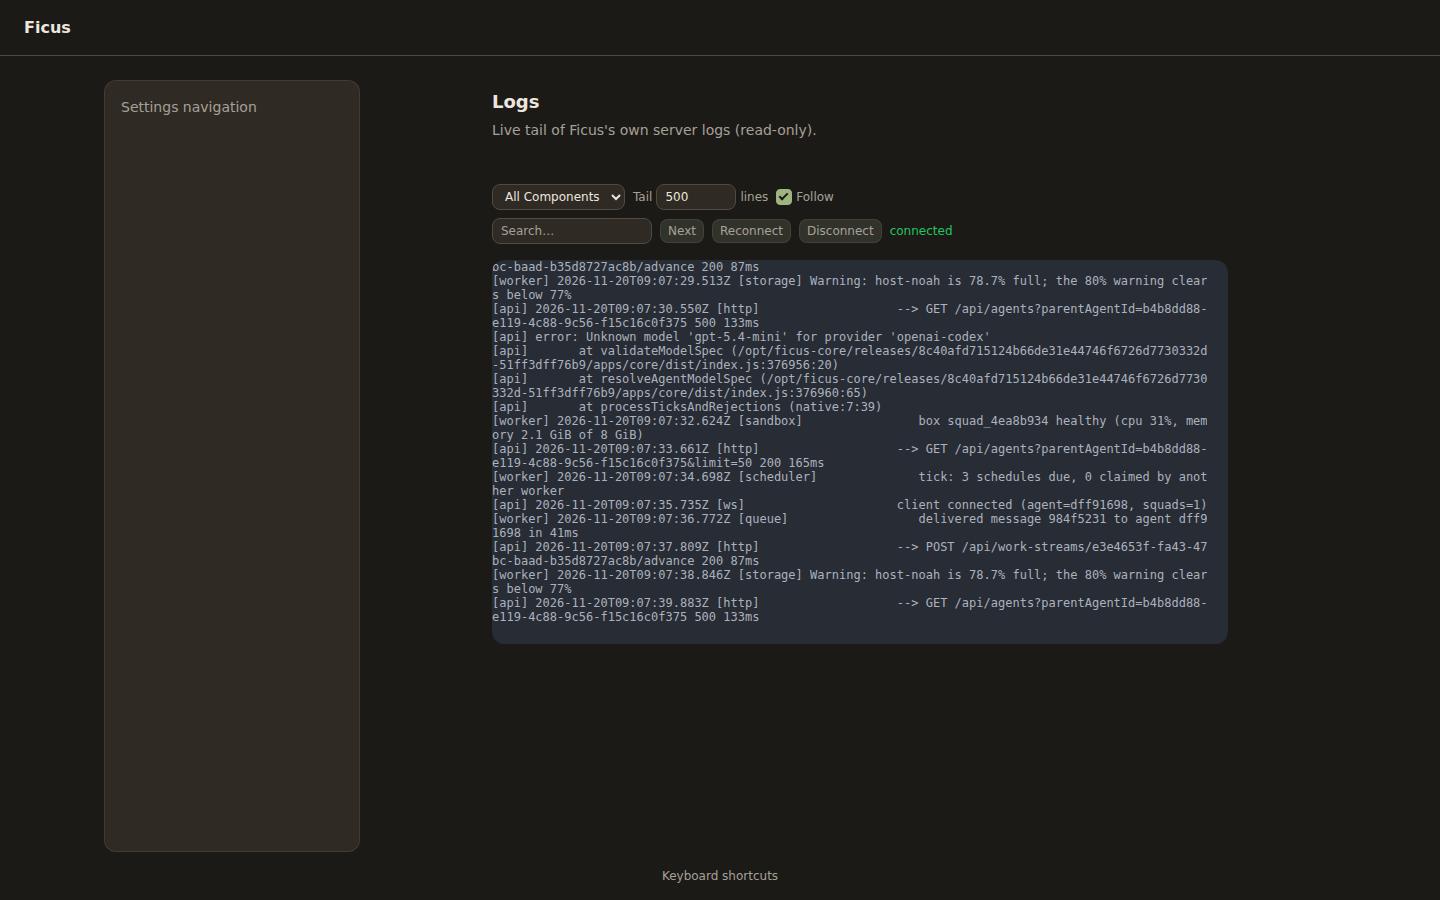 Ficus
Settings navigation
Logs
Live tail of Ficus's own server logs (read-only).
All Components Tail 500 lines Follow
Search... Next Reconnect Disconnect connected
bc-baad-b35d8727ac8b/advance 200 87ms
[worker] 2026-11-20T09:07:29.513Z [storage] Warning: host-noah is 78.7% full; the 80% warning clear
s below 77%
[api] 2026-11-20T09:07:30.550Z [http] --> GET /api/agents?parentAgentId=b4b8dd88-
e119-4c88-9c56-f15c16c0f375 500 133ms
[api] error: Unknown model 'gpt-5.4-mini' for provider 'openai-codex'
[api] at validateModelSpec (/opt/ficus-core/releases/8c40afd715124b66de31e44746f6726d7730332d
-51ff3dff76b9/apps/core/dist/index.js:376956:20)
[api] at resolveAgentModelSpec (/opt/ficus-core/releases/8c40afd715124b66de31e44746f6726d7730
332d-51ff3dff76b9/apps/core/dist/index.js:376960:65)
[api] at processTicksAndRejections (native:7:39)
[worker] 2026-11-20T09:07:32.624Z [sandbox] box squad_4ea8b934 healthy (cpu 31%, mem
ory 2.1 GiB of 8 GiB)
[api] 2026-11-20T09:07:33.661Z [http] --> GET /api/agents?parentAgentId=b4b8dd88-
e119-4c88-9c56-f15c16c0f375&limit=50 200 165ms
[worker] 2026-11-20T09:07:34.698Z [scheduler] tick: 3 schedules due, 0 claimed by anot
her worker
[api] 2026-11-20T09:07:35.735Z [ws] client connected (agent=dff91698, squads=1)
[worker] 2026-11-20T09:07:36.772Z [queue] delivered message 984f5231 to agent dff9
1698 in 41ms
[api] 2026-11-20T09:07:37.809Z [http] --> POST /api/work-streams/e3e4653f-fa43-47
bc-baad-b35d8727ac8b/advance 200 87ms
[worker] 2026-11-20T09:07:38.846Z [storage] Warning: host-noah is 78.7% full; the 80% warning clear
s below 77%
[api] 2026-11-20T09:07:39.883Z [http] --> GET /api/agents?parentAgentId=b4b8dd88-
e119-4c88-9c56-f15c16c0f375 500 133ms
Keyboard shortcuts